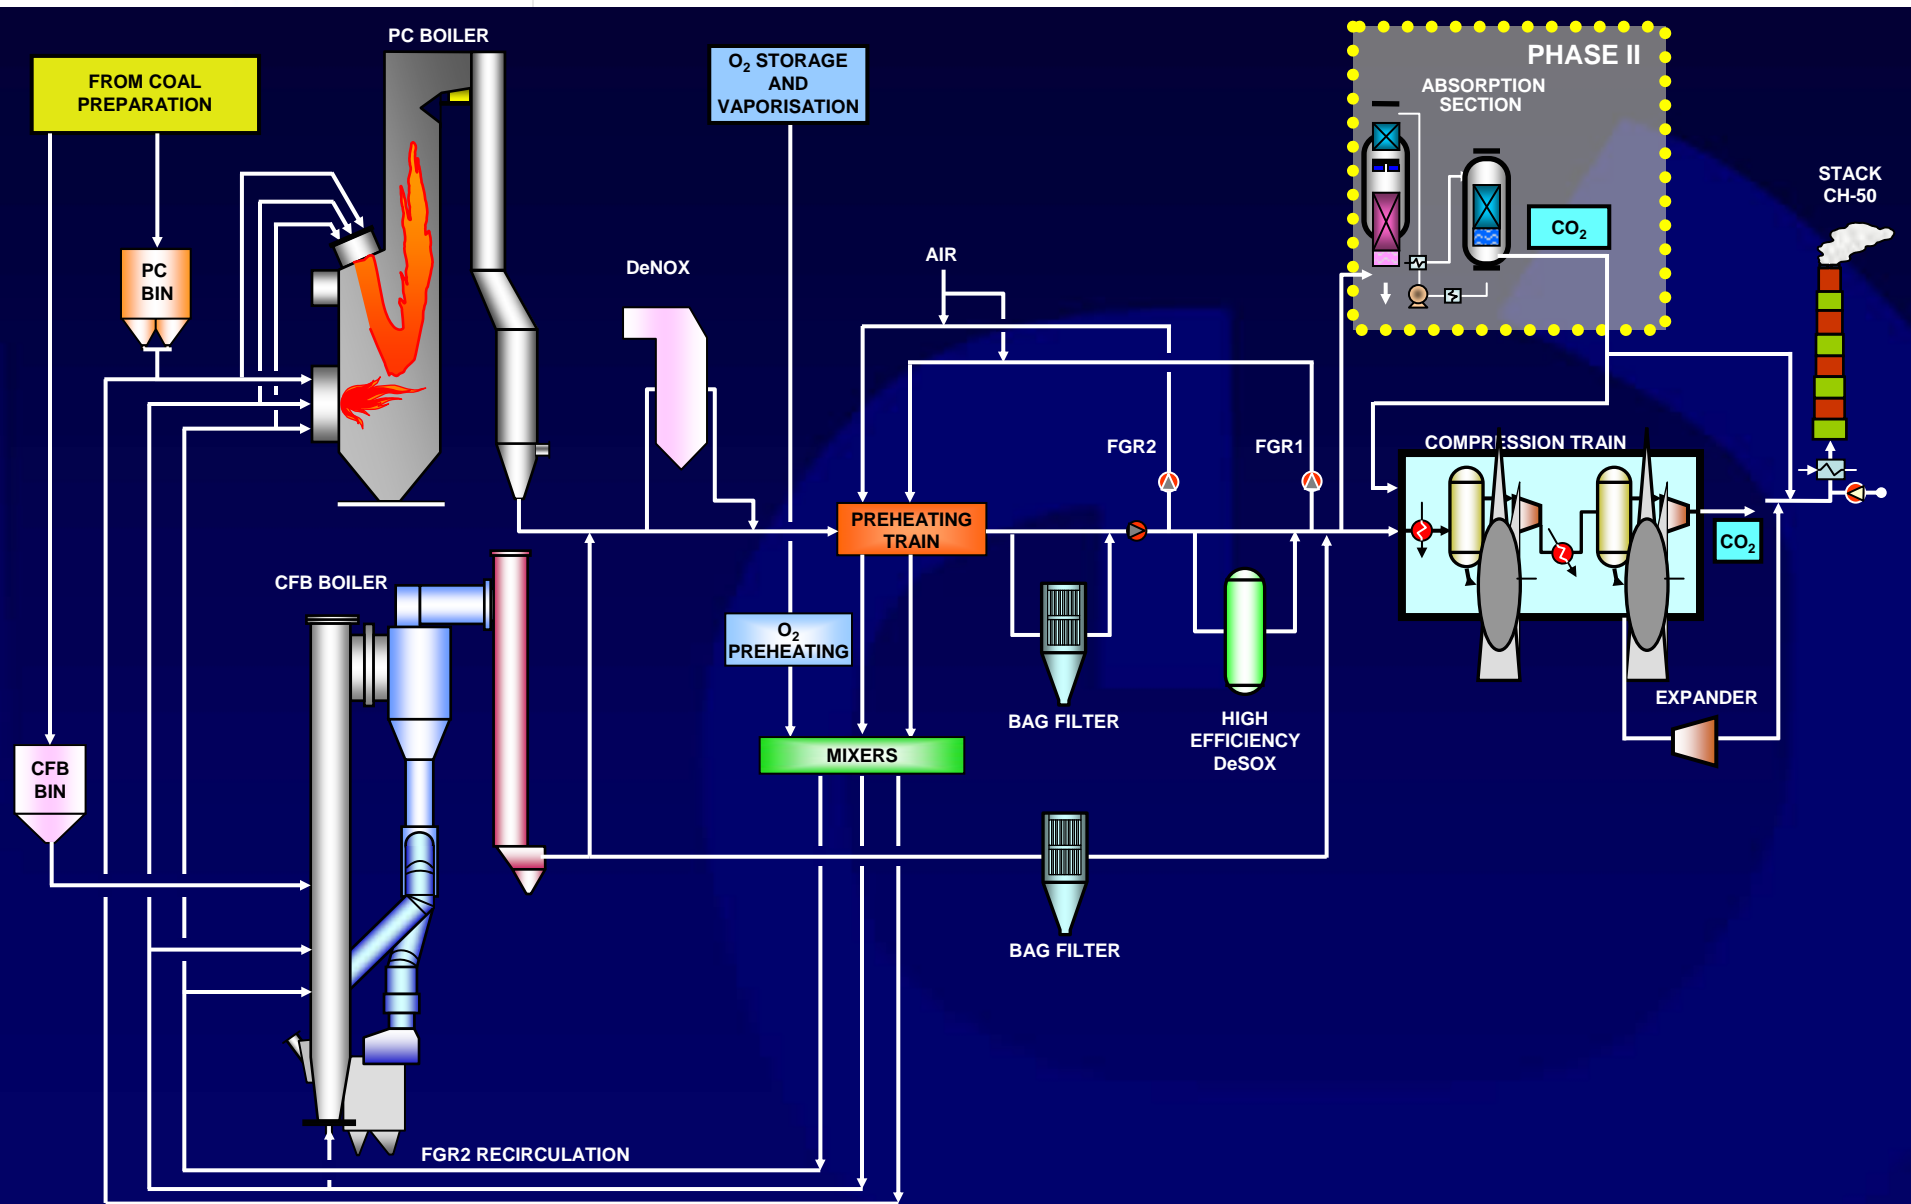 PC BOILER
FROM COAL
PREPARATION
O₂ STORAGE
AND
VAPORISATION
PHASE II
ABSORPTION
SECTION
STACK
CH-50
CO₂
PC
BIN
DeNOX
AIR
FGR2
FGR1
COMPRESSION TRAIN
PREHEATING
TRAIN
CO₂
CFB BOILER
O₂
PREHEATING
BAG FILTER
HIGH
EFFICIENCY
DeSOX
EXPANDER
MIXERS
CFB
BIN
BAG FILTER
FGR2 RECIRCULATION